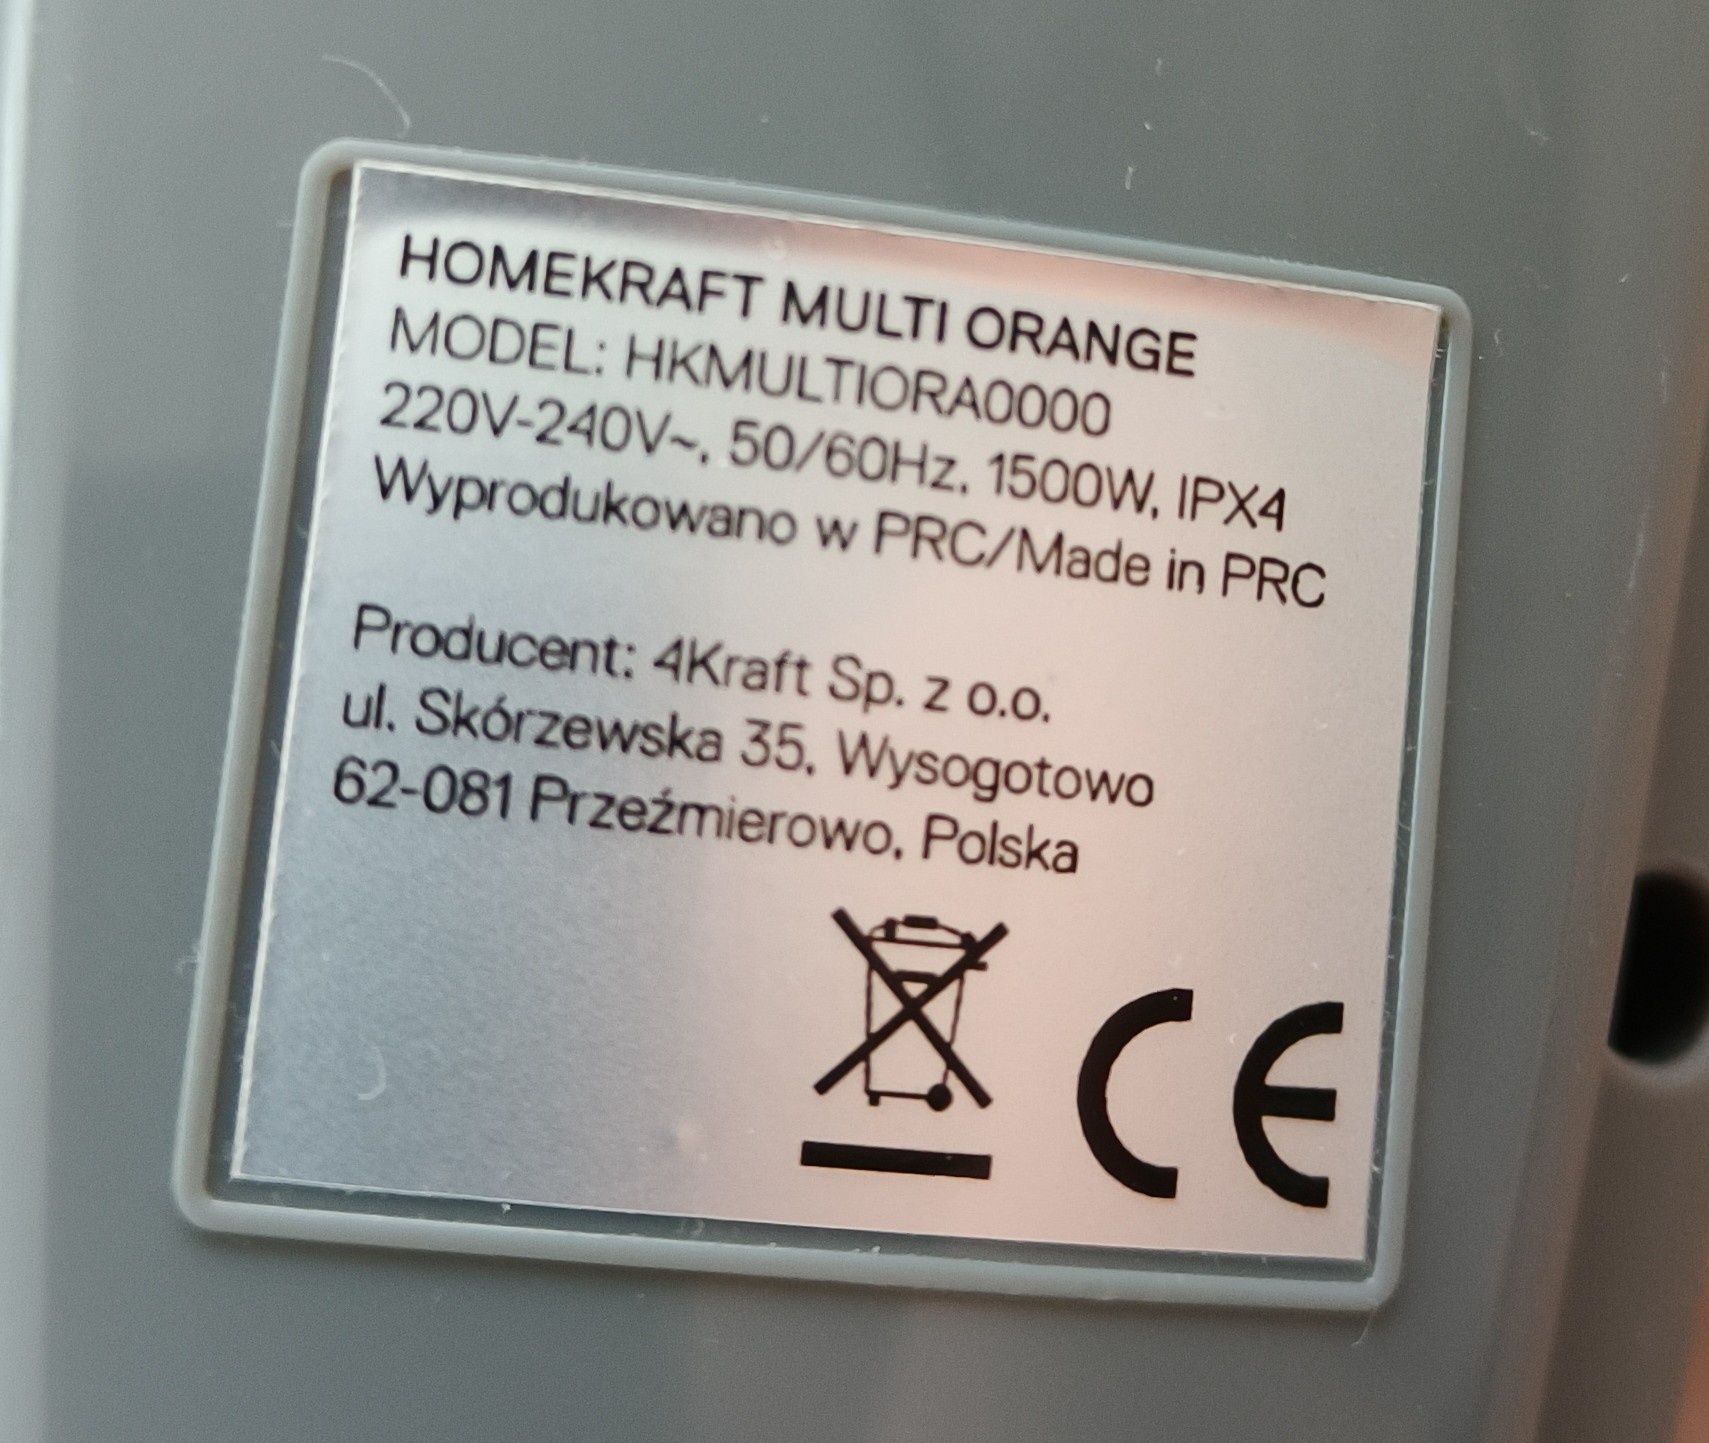 HOMEKRAFT MULTI ORANGE
MODEL: HKMULTIORA0000
220V-240V~, 50/60Hz, 1500W, IPX4
Wyprodukowano w PRC/Made in PRC
Producent: 4Kraft Sp. z o.o.
ul. Skórzewska 35, Wysogotowo
62-081 Przeźmierowo, Polska
CE